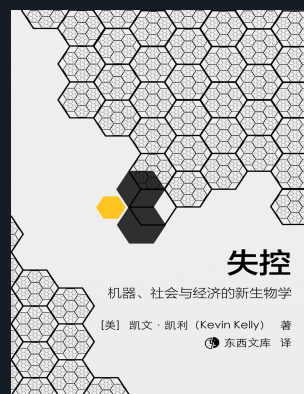 失控
机器、社会与经济的新生物学
[美] 凯文·凯利（Kevin Kelly） 著
东西文库 译